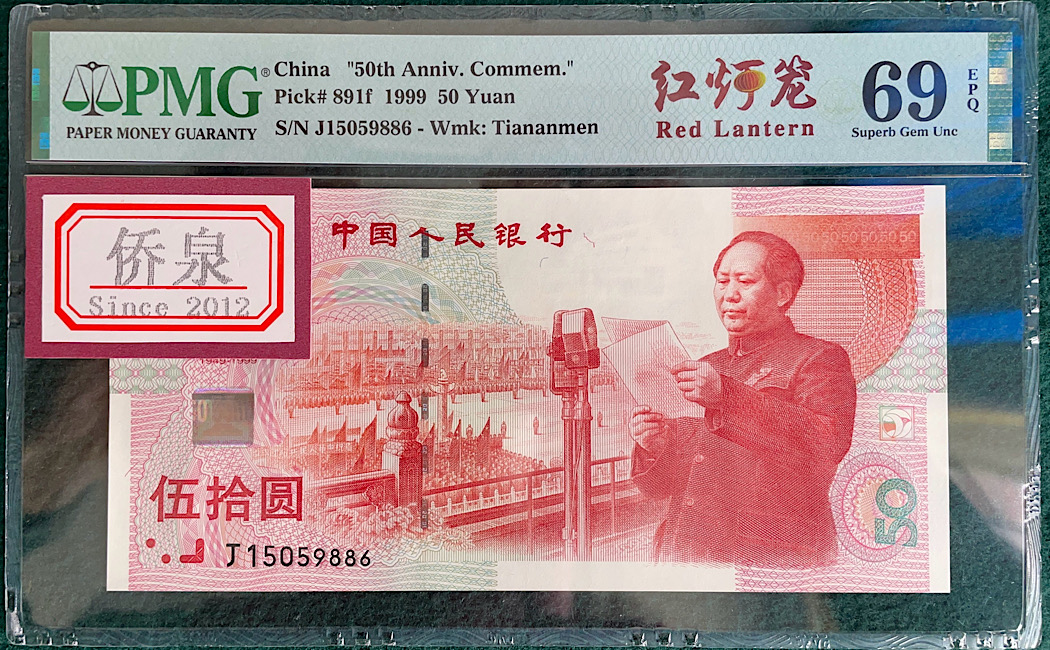 PMG®
PAPER MONEY GUARANTY
China "50th Anniv. Commem."
Pick# 891f 1999 50 Yuan
S/N J15059886 - Wmk: Tiananmen
红灯笼
Red Lantern
69
EPQ
Superb Gem Unc
侨泉
Since 2012
中国人民银行
1949-1999
伍拾圆
J15059886
50